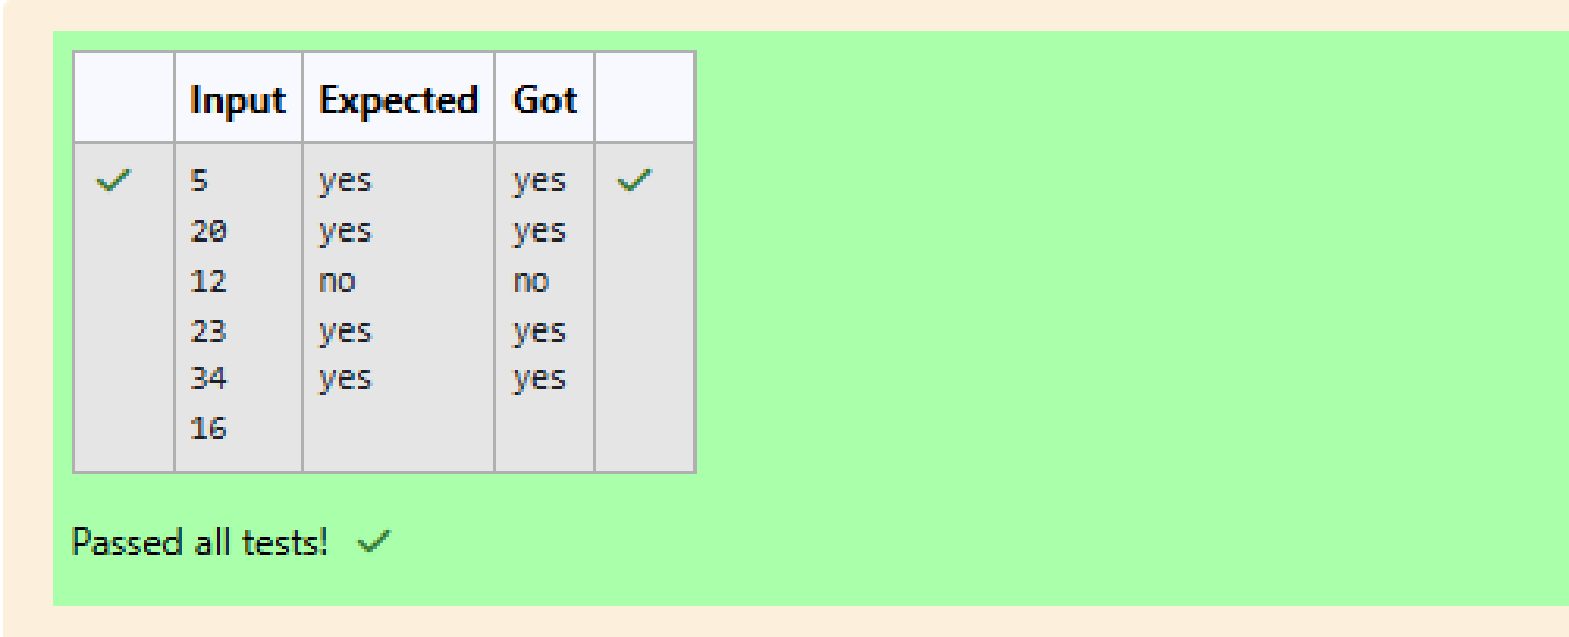 Input Expected Got
5 yes yes
20 yes yes
12 no no
23 yes yes
34 yes yes
16
Passed all tests!